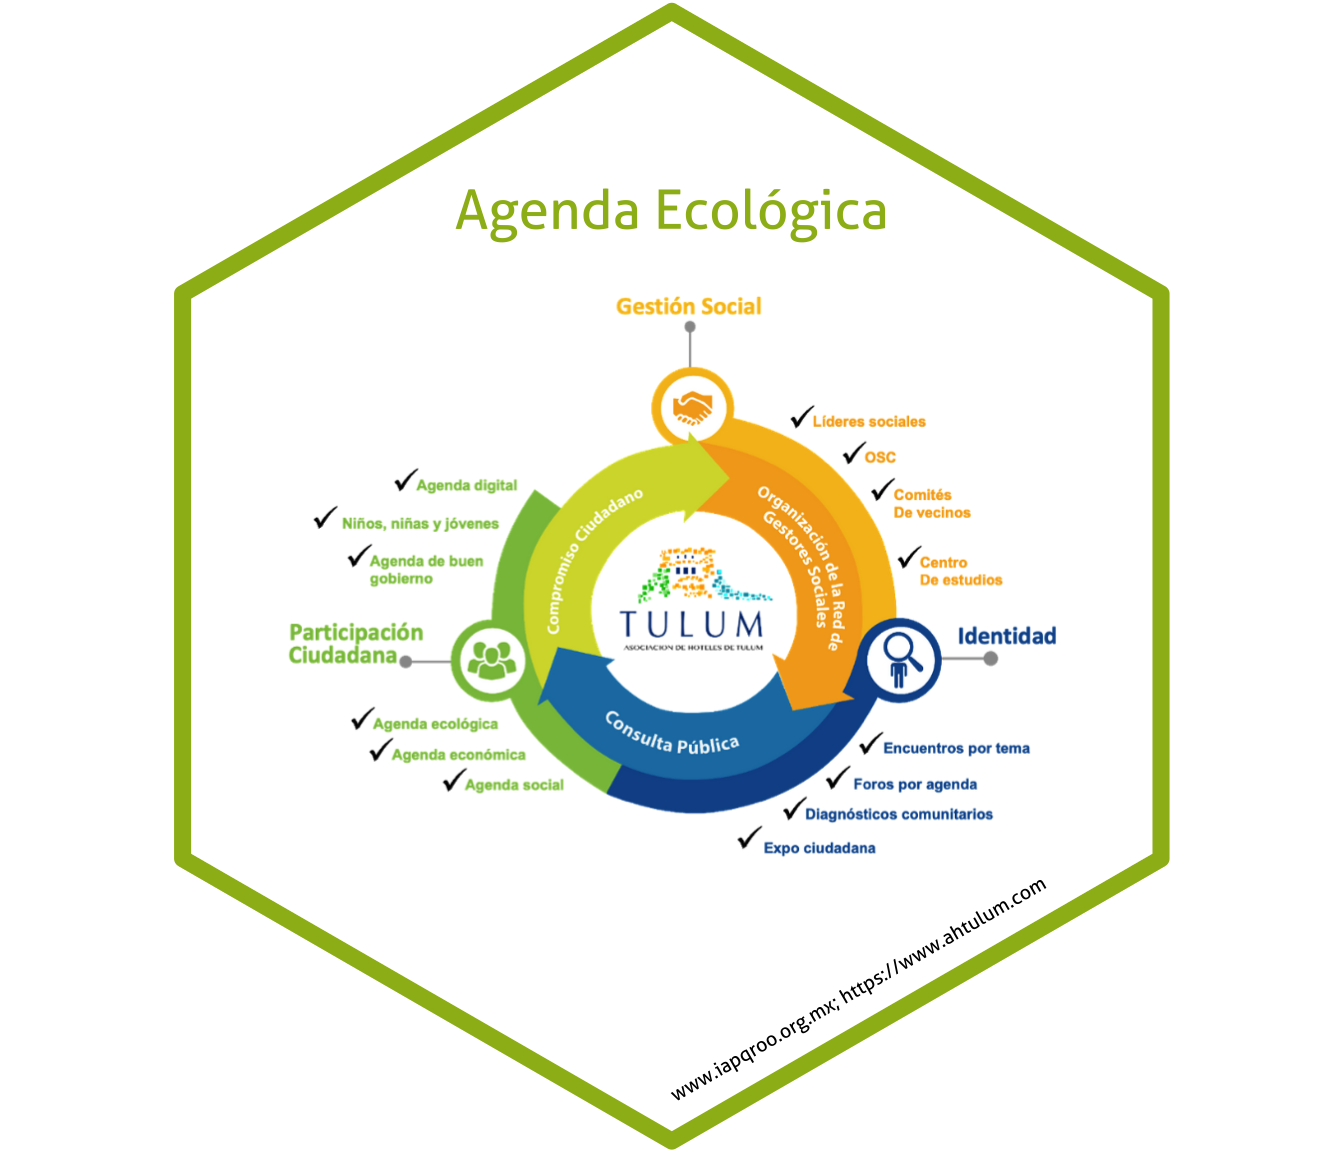 Agenda Ecológica
Gestión Social
Líderes sociales
OSC
Comités
De vecinos
Centro
De estudios
Identidad
Encuentros por tema
Foros por agenda
Diagnósticos comunitarios
Expo ciudadana
Agenda digital
Niños, niñas y jóvenes
Agenda de buen
gobierno
Participación
Ciudadana
Agenda ecológica
Agenda económica
Agenda social
Compromiso Ciudadano
Organización de la Red de
Gestores Sociales
Consulta Pública
TULUM
ASOCIACION DE HOTELES DE TULUM
www.iapqroo.org.mx; https://www.ahtulum.com